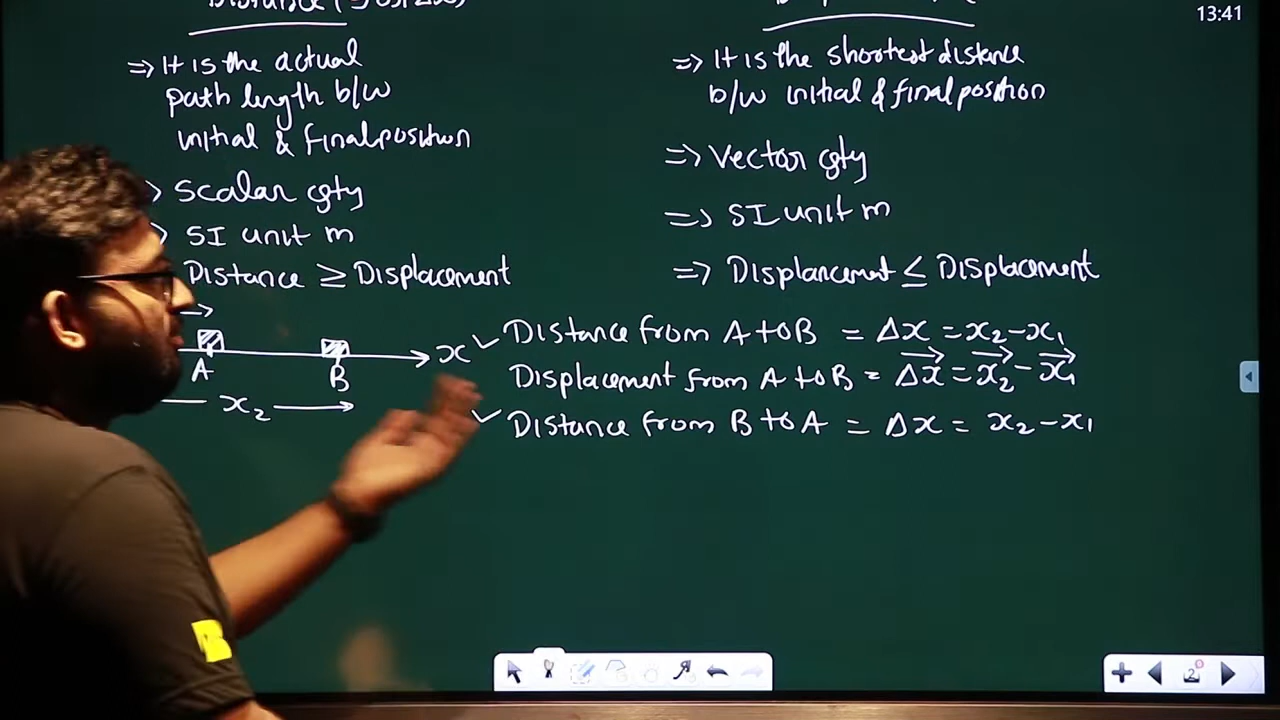 13:41
⇒ It is the actual
path length b/w
initial & final position
⇒ It is the shortest distance
b/w initial & final position
Scalar qty
SI unit m
Distance ≥ Displacement
⇒ Vector qty
⇒ SI unit m
⇒ Displancement ≤ Displacement
A
B
x
x₂
✓ Distance from A to B = Δx = x₂ − x₁
Displacement from A to B = Δx⃗ = x⃗₂ − x⃗₁
✓ Distance from B to A = Δx = x₂ − x₁
2